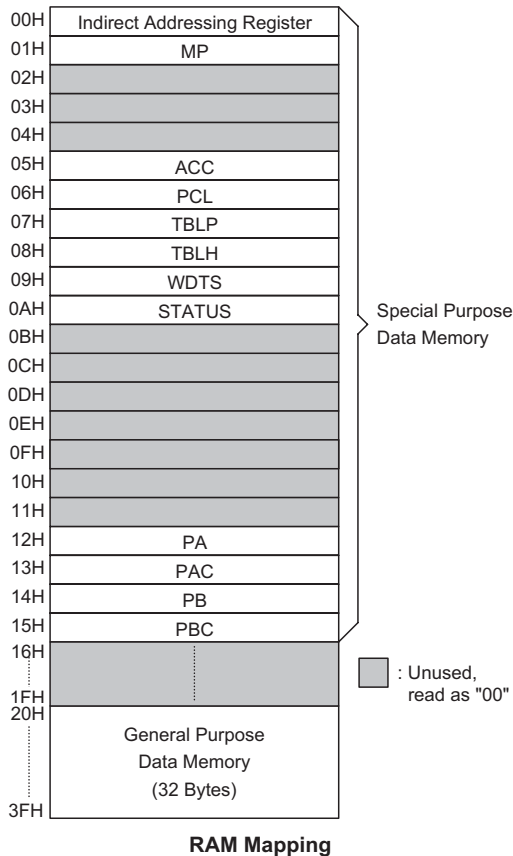 00H Indirect Addressing Register
01H MP
02H
03H
04H
05H ACC
06H PCL
07H TBLP
08H TBLH
09H WDTS
0AH STATUS
Special Purpose
Data Memory
0BH
0CH
0DH
0EH
0FH
10H
11H
12H PA
13H PAC
14H PB
15H PBC
16H
: Unused,
read as "00"
1FH
20H
General Purpose
Data Memory
(32 Bytes)
3FH
RAM Mapping